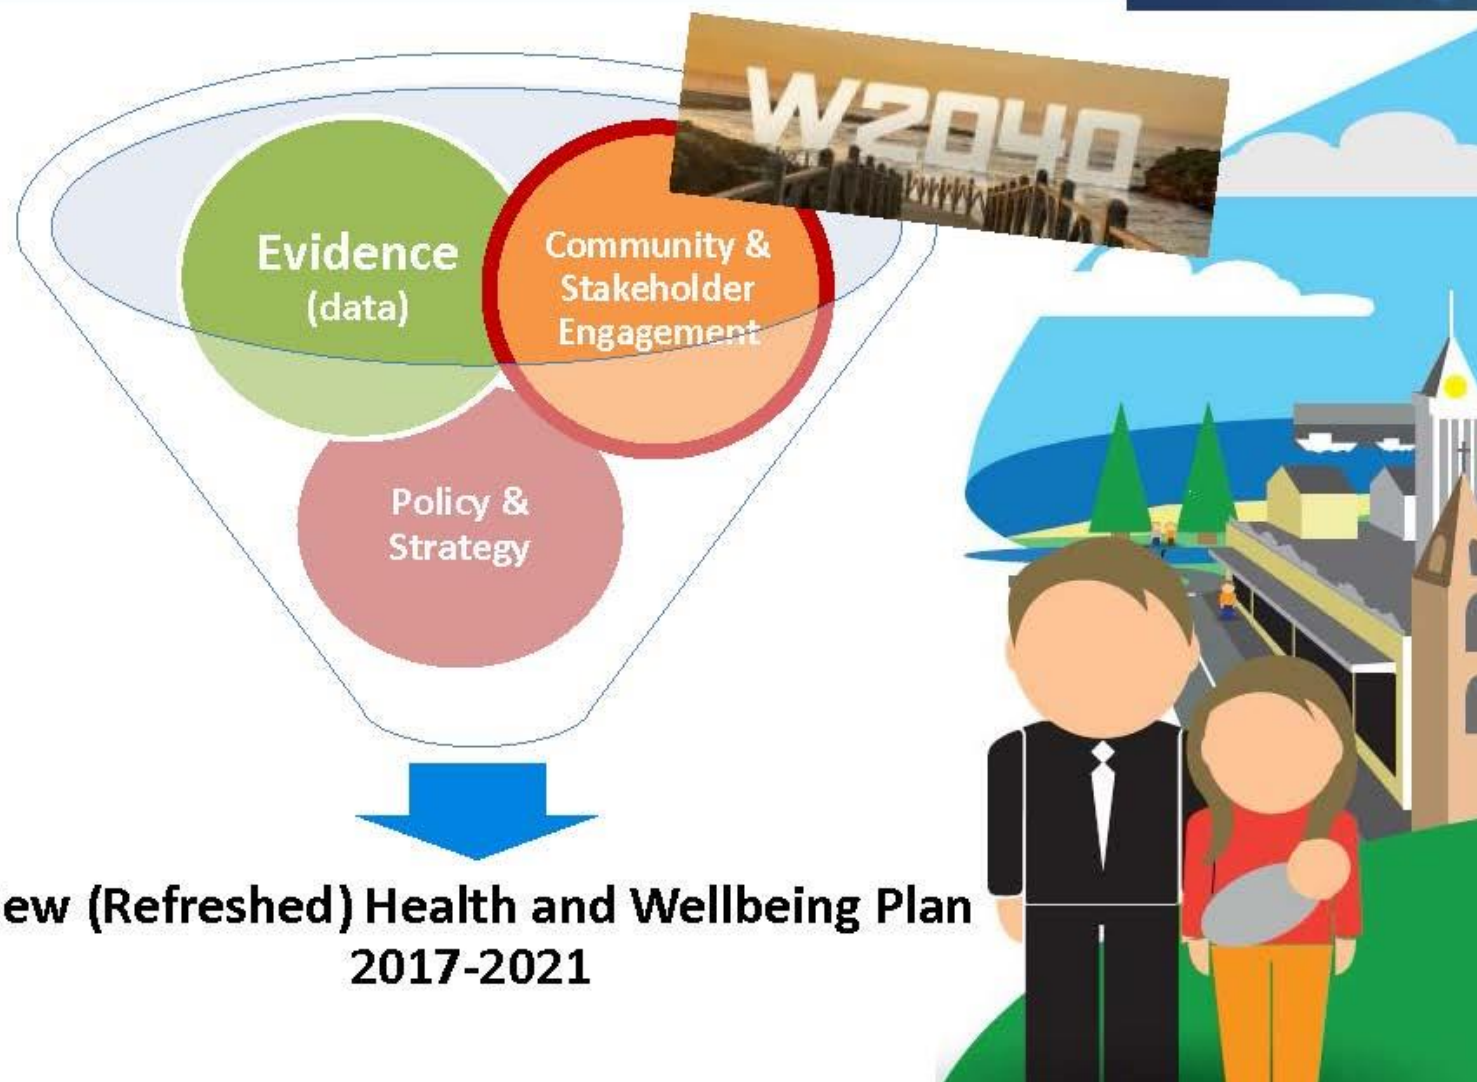 W2040
Evidence
(data)
Community &
Stakeholder
Engagement
Policy &
Strategy
ew (Refreshed) Health and Wellbeing Plan
2017-2021